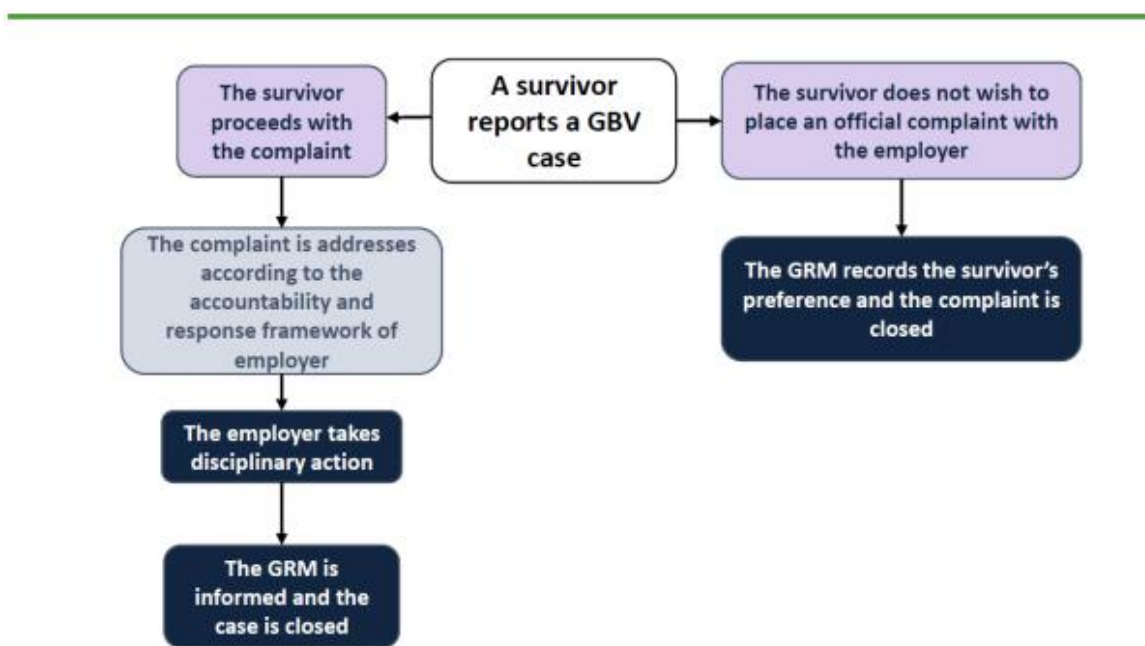 A survivor
reports a GBV
case
The survivor
proceeds with
the complaint
The survivor does not wish to
place an official complaint with
the employer
The complaint is addresses
according to the
accountability and
response framework of
employer
The GRM records the survivor’s
preference and the complaint is
closed
The employer takes
disciplinary action
The GRM is
informed and the
case is closed